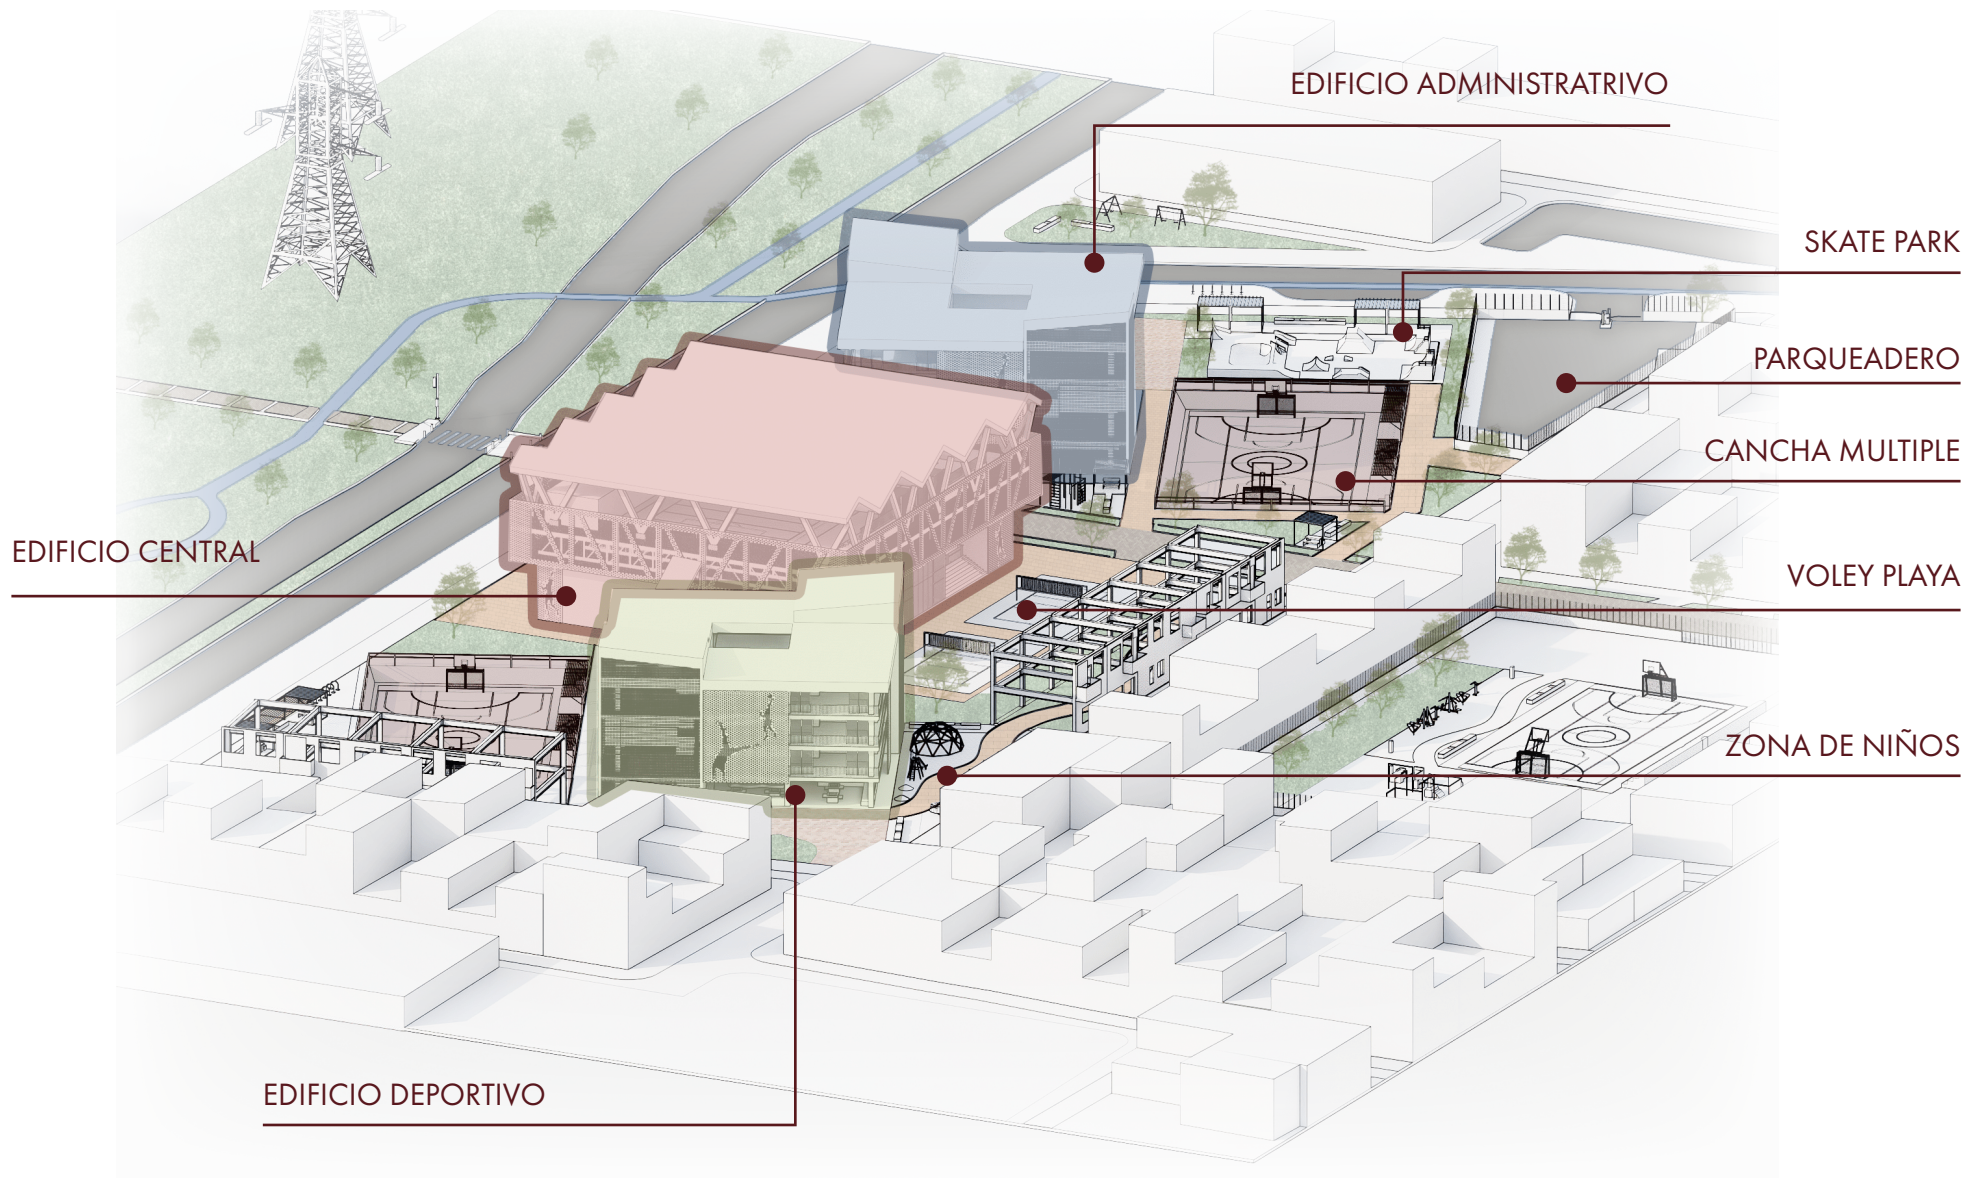 EDIFICIO ADMINISTRATRIVO
SKATE PARK
PARQUEADERO
CANCHA MULTIPLE
EDIFICIO CENTRAL
VOLEY PLAYA
ZONA DE NIÑOS
EDIFICIO DEPORTIVO